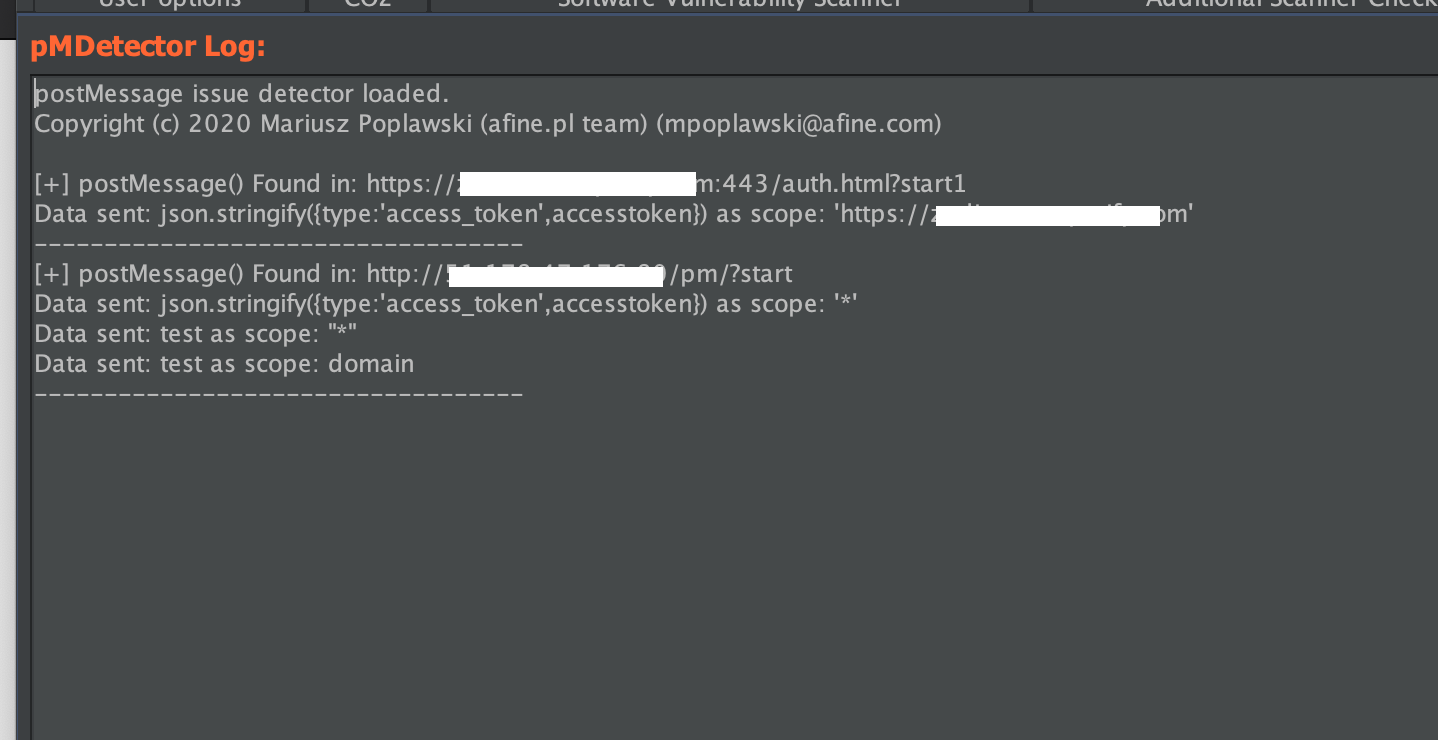 User options CO2 Software Vulnerability Scanner Additional Scanner Check
pMDetector Log:
postMessage issue detector loaded.
Copyright (c) 2020 Mariusz Poplawski (afine.pl team) (mpoplawski@afine.com)
[+] postMessage() Found in: https:// m:443/auth.html?start1
Data sent: json.stringify({type:'access_token',accesstoken}) as scope: 'https:// om'
-----------------------------------
[+] postMessage() Found in: http:// /pm/?start
Data sent: json.stringify({type:'access_token',accesstoken}) as scope: '*'
Data sent: test as scope: "*"
Data sent: test as scope: domain
-----------------------------------